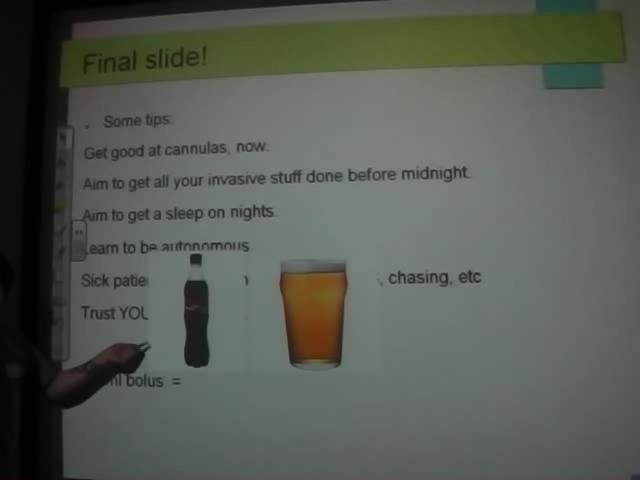 Final slide!
Some tips:
Get good at cannulas, now.
Aim to get all your invasive stuff done before midnight.
Aim to get a sleep on nights.
Learn to be autonomous
Sick , chasing, etc
Trust
bolus =